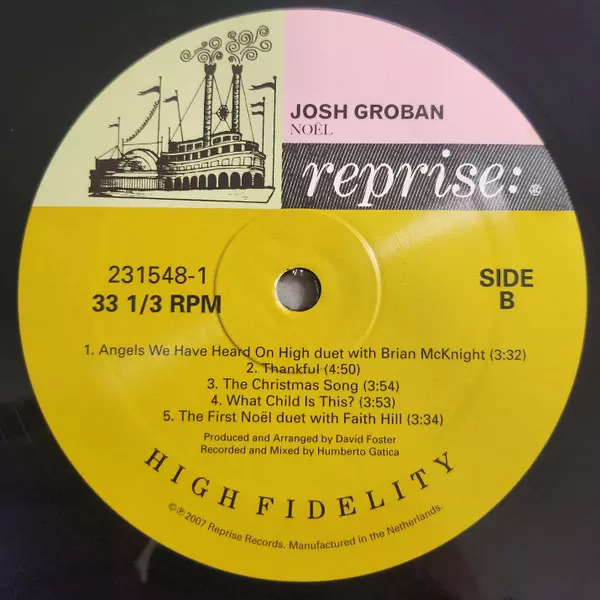 JOSH GROBAN
NOËL
reprise: ®
231548-1
33 1/3 RPM
SIDE
B
1. Angels We Have Heard On High duet with Brian McKnight (3:32)
2. Thankful (4:50)
3. The Christmas Song (3:54)
4. What Child Is This? (3:53)
5. The First Noël duet with Faith Hill (3:34)
Produced and Arranged by David Foster
Recorded and Mixed by Humberto Gatica
HIGH FIDELITY
©℗2007 Reprise Records. Manufactured in the Netherlands.